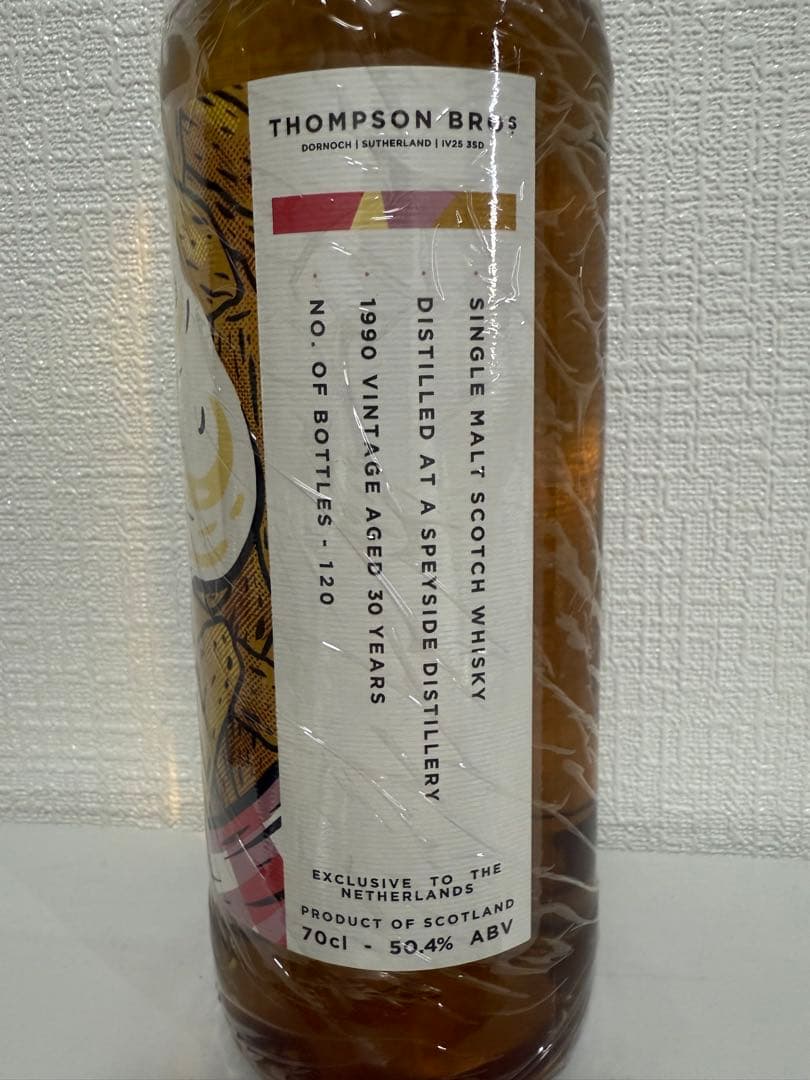 THOMPSON BROS
DORNOCH | SUTHERLAND | IV25 3SD
SINGLE MALT SCOTCH WHISKY
DISTILLED AT A SPEYSIDE DISTILLERY
1990 VINTAGE AGED 30 YEARS
NO. OF BOTTLES - 120
EXCLUSIVE TO THE
NETHERLANDS
PRODUCT OF SCOTLAND
70cl - 50.4% ABV